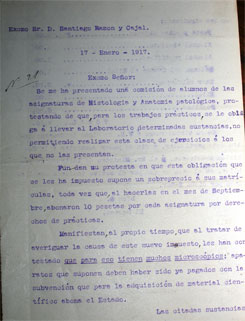 Excmo Sr. D. Santiago Ramon y Cajal.
17 - Enero - 1917.
Excmo Señor:
Se me ha presentado una comisión de alumnos de las
asignaturas de Histología y Anatomía patológica, pro-
testando de que, para los trabajos prácticos, se le obli
ga á llevar al Laboratorio determinadas sustancias, no
permitiendo realizar esta clase de ejercicios á los
que no las presentan.
Fundan su protesta en que esta obligación que
se les ha impuesto supone un sobreprecio á sus matrí-
culas, toda vez que, al hacerlas en el mes de Septiem-
bre, abonaron 10 pesetas por cada asignatura por dere-
chos de prácticas.
Manifiestan, al propio tiempo, que al tratar de
averiguar la causa de este nuevo impuesto, les han con
testado que para eso tienen muchos microscópios; apa-
ratos que suponen deben haber sido ya pagados con la
subvención que para la adquisición de material cien-
tífico abona el Estado.
Las citadas sustancias